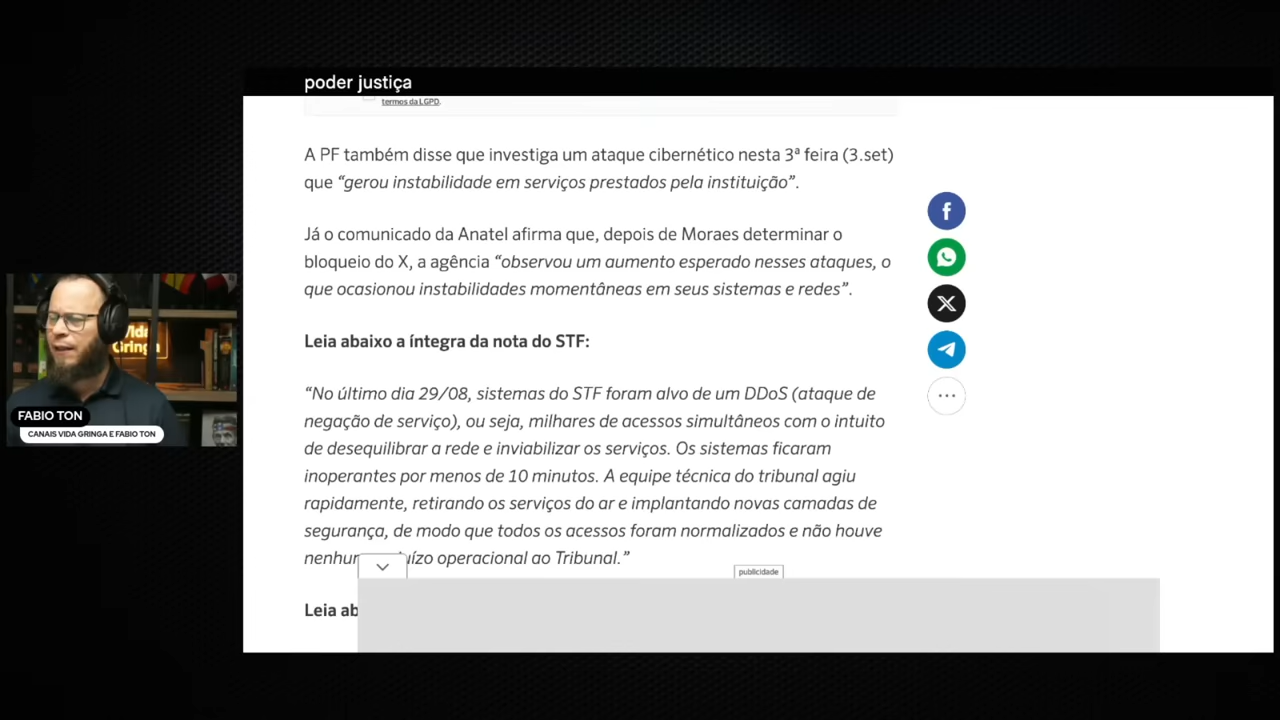 poder justiça
termos da LGPD.
A PF também disse que investiga um ataque cibernético nesta 3ª feira (3.set)
que “gerou instabilidade em serviços prestados pela instituição”.
Já o comunicado da Anatel afirma que, depois de Moraes determinar o
bloqueio do X, a agência “observou um aumento esperado nesses ataques, o
que ocasionou instabilidades momentâneas em seus sistemas e redes”.
Leia abaixo a íntegra da nota do STF:
“No último dia 29/08, sistemas do STF foram alvo de um DDoS (ataque de
negação de serviço), ou seja, milhares de acessos simultâneos com o intuito
de desequilibrar a rede e inviabilizar os serviços. Os sistemas ficaram
inoperantes por menos de 10 minutos. A equipe técnica do tribunal agiu
rapidamente, retirando os serviços do ar e implantando novas camadas de
segurança, de modo que todos os acessos foram normalizados e não houve
operacional ao Tribunal.”
publicidade
Leia
Vida
Gringa
FABIO TON
CANAIS VIDA GRINGA E FABIO TON